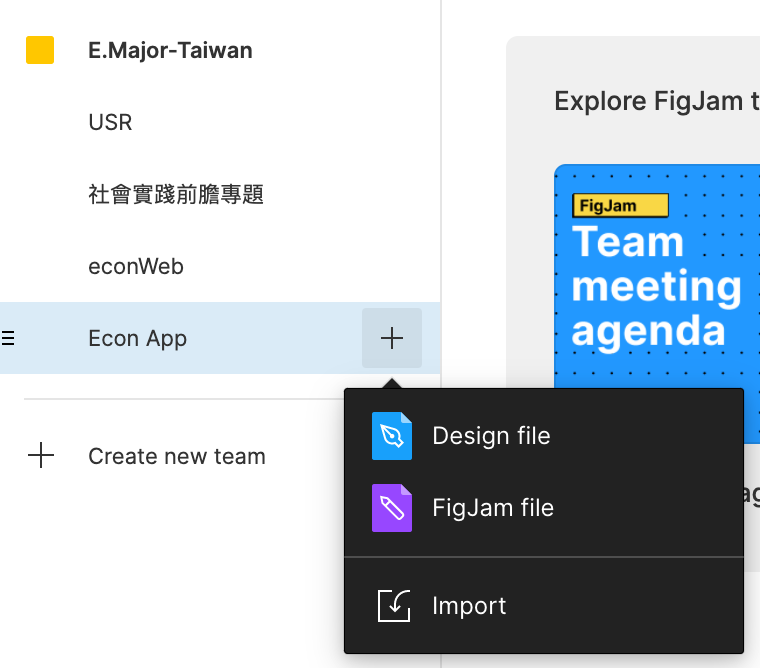 E.Major-Taiwan
USR
社會實踐前膽專題
econWeb
Econ App
Create new team
Explore FigJam
FigJam
Team
meeting
agenda
Design file
FigJam file
Import